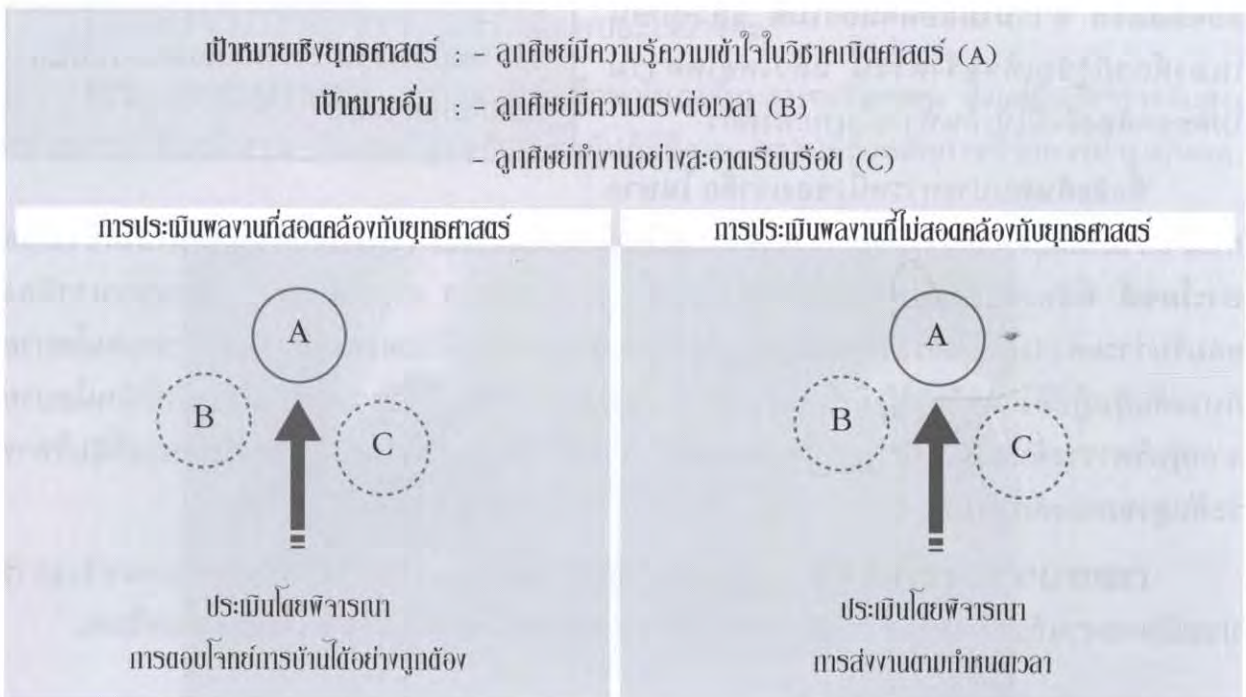 เป้าหมายเชิงยุทธศาสตร์ : - ลูกศิษย์มีความรู้ความเข้าใจในวิชาคณิตศาสตร์ (A)
เป้าหมายอื่น : - ลูกศิษย์มีความตรงต่อเวลา (B)
- ลูกศิษย์ทำงานอย่างสะอาดเรียบร้อย (C)
การประเมินผลงานที่สอดคล้องกับยุทธศาสตร์
การประเมินผลงานที่ไม่สอดคล้องกับยุทธศาสตร์
A
B
C
ประเมินโดยพิจารณา
การตอบโจทย์การบ้านได้อย่างถูกต้อง
A
B
C
ประเมินโดยพิจารณา
การส่งงานตามกำหนดเวลา